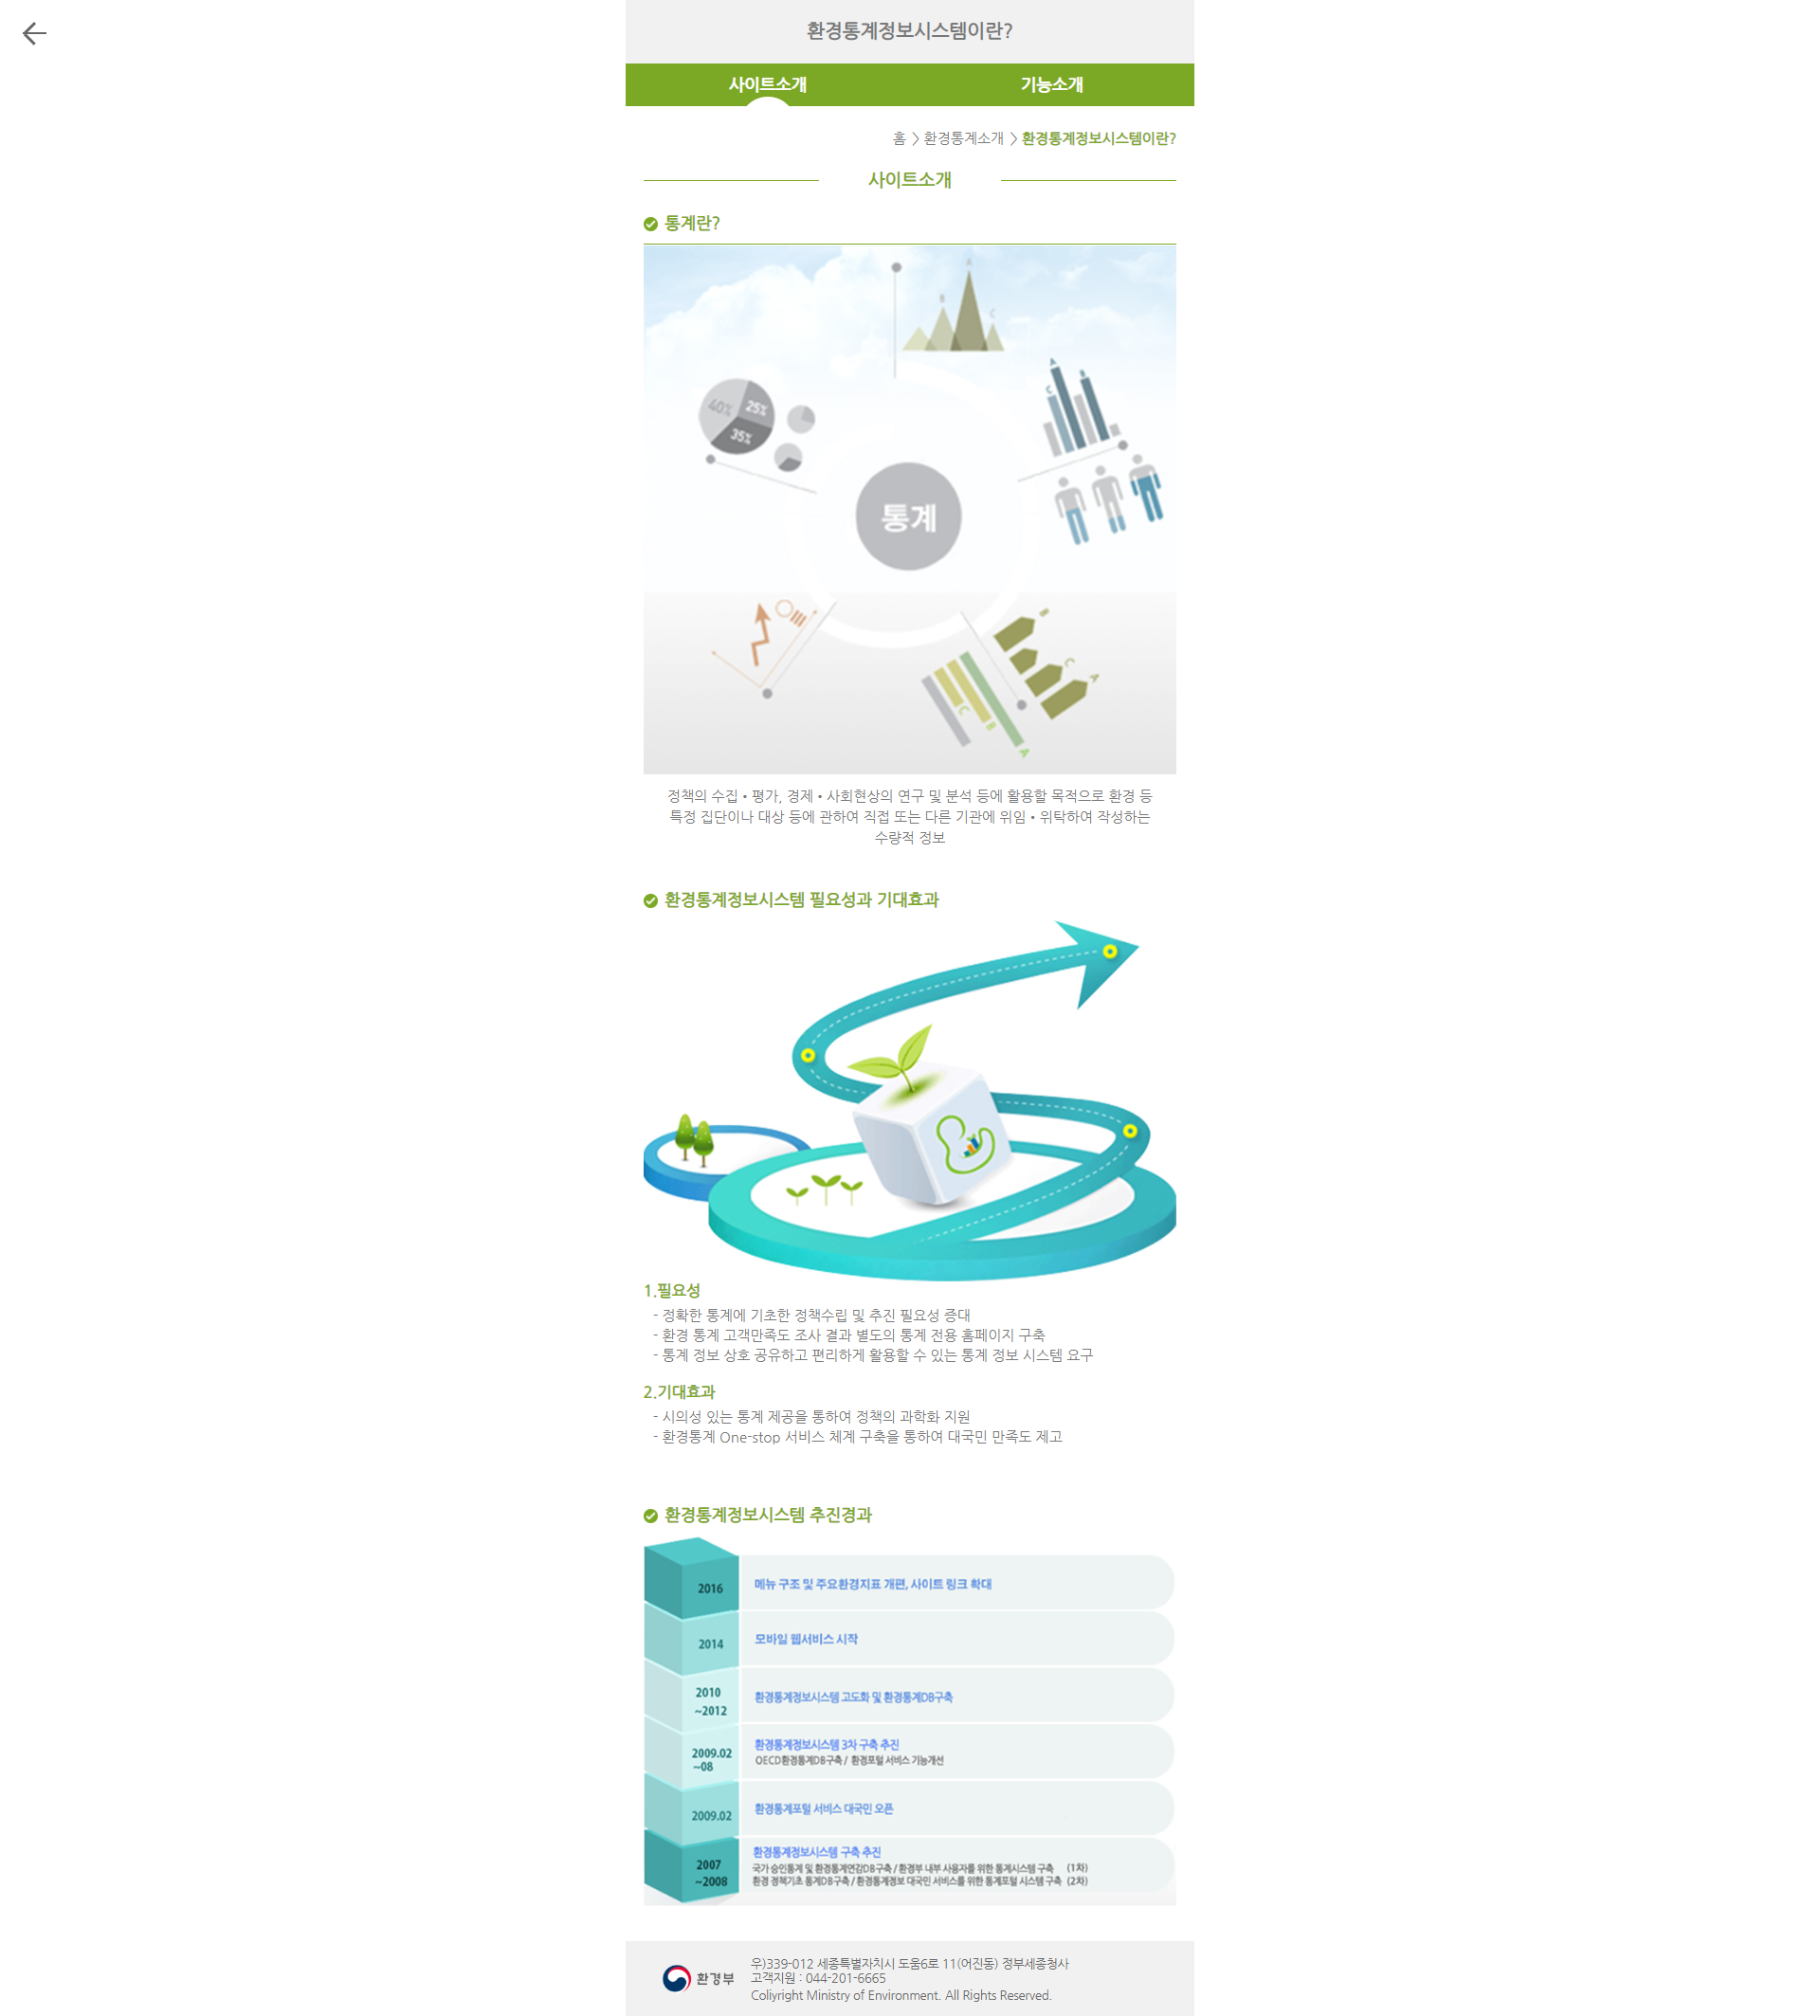 환경통계정보시스템이란?
사이트소개 기능소개
홈 > 환경통계소개 > 환경통계정보시스템이란?
사이트소개
통계란?
A
B
C
A
B
C
40% 25%
35%
통계
B
C
A
C
B
A
정책의 수집 • 평가, 경제 • 사회현상의 연구 및 분석 등에 활용할 목적으로 환경 등
특정 집단이나 대상 등에 관하여 직접 또는 다른 기관에 위임 • 위탁하여 작성하는
수량적 정보
환경통계정보시스템 필요성과 기대효과
1.필요성
- 정확한 통계에 기초한 정책수립 및 추진 필요성 증대
- 환경 통계 고객만족도 조사 결과 별도의 통계 전용 홈페이지 구축
- 통계 정보 상호 공유하고 편리하게 활용할 수 있는 통계 정보 시스템 요구
2.기대효과
- 시의성 있는 통계 제공을 통하여 정책의 과학화 지원
- 환경통계 One-stop 서비스 체계 구축을 통하여 대국민 만족도 제고
환경통계정보시스템 추진경과
2016 메뉴 구조 및 주요환경지표 개편, 사이트 링크 확대
2014 모바일 웹서비스 시작
2010
~2012
환경통계정보시스템 고도화 및 환경통계DB구축
2009.02
~08
환경통계정보시스템 3차 구축 추진
OECD환경통계DB구축 / 환경포털 서비스 기능개선
2009.02 환경통계포털 서비스 대국민 오픈
2007
~2008
환경통계정보시스템 구축 추진
국가 승인통계 및 환경통계연감DB구축 / 환경부 내부 사용자를 위한 통계시스템 구축 (1차)
환경 정책기초 통계DB구축 / 환경통계정보 대국민 서비스를 위한 통계포털 시스템 구축 (2차)
환경부
우)339-012 세종특별자치시 도움6로 11(어진동) 정부세종청사
고객지원 : 044-201-6665
Coliyright Ministry of Environment. All Rights Reserved.